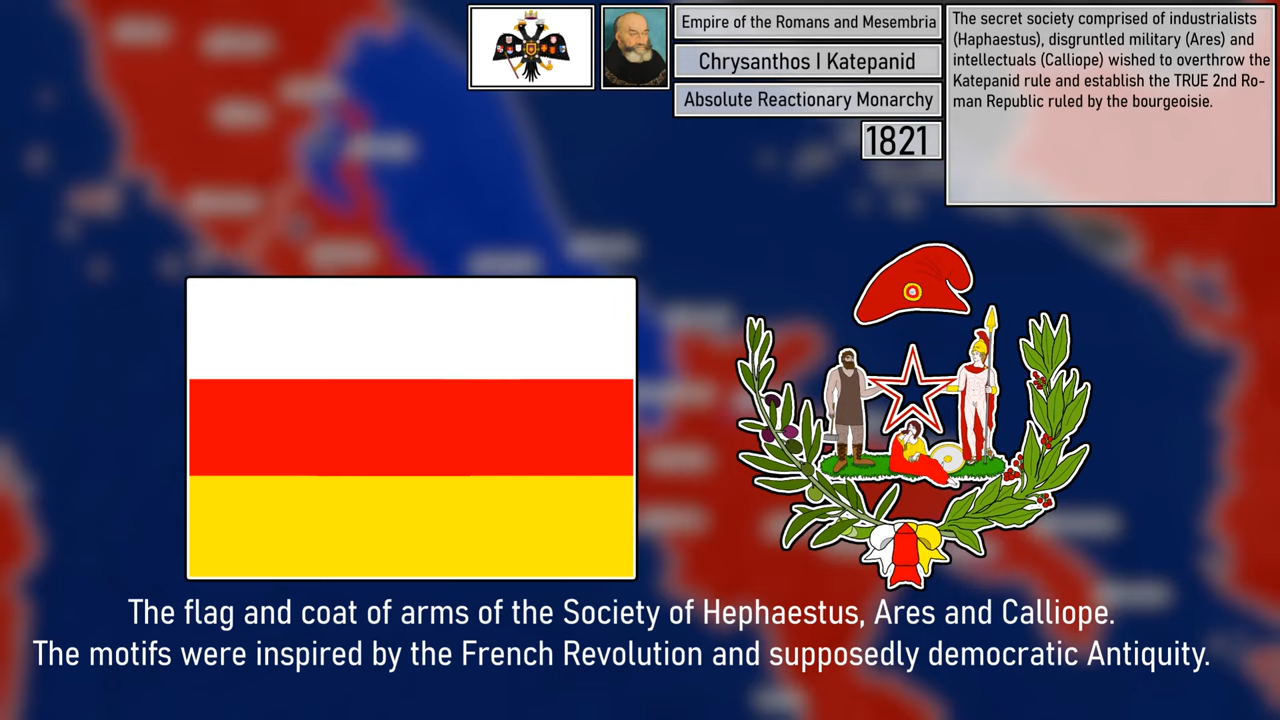 Empire of the Romans and Mesembria
Chrysanthos I Katepanid
Absolute Reactionary Monarchy
1821
The secret society comprised of industrialists
(Haphaestus), disgruntled military (Ares) and
intellectuals (Calliope) wished to overthrow the
Katepanid rule and establish the TRUE 2nd Ro-
man Republic ruled by the bourgeoisie.
The flag and coat of arms of the Society of Hephaestus, Ares and Calliope.
The motifs were inspired by the French Revolution and supposedly democratic Antiquity.